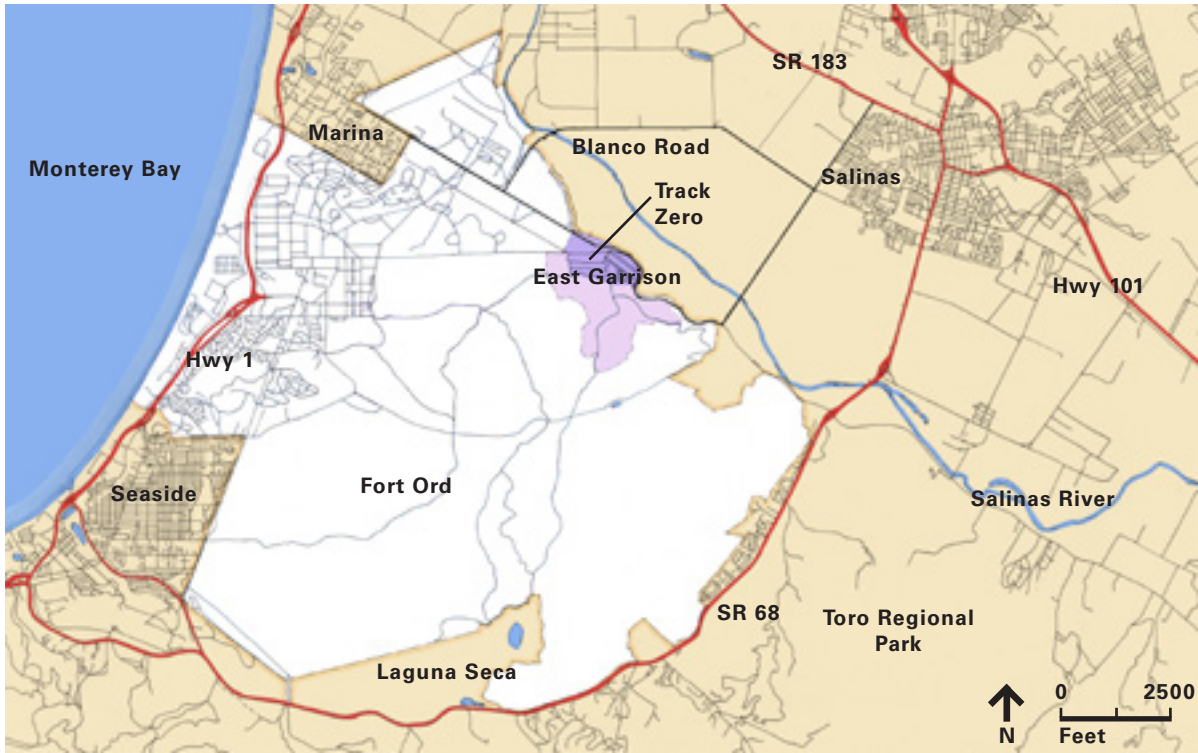 SR 183
Marina
Blanco Road
Monterey Bay
Salinas
Track
Zero
East Garrison
Hwy 101
Hwy 1
Fort Ord
Seaside
Salinas River
SR 68
Toro Regional
Park
Laguna Seca
0 2500
N Feet